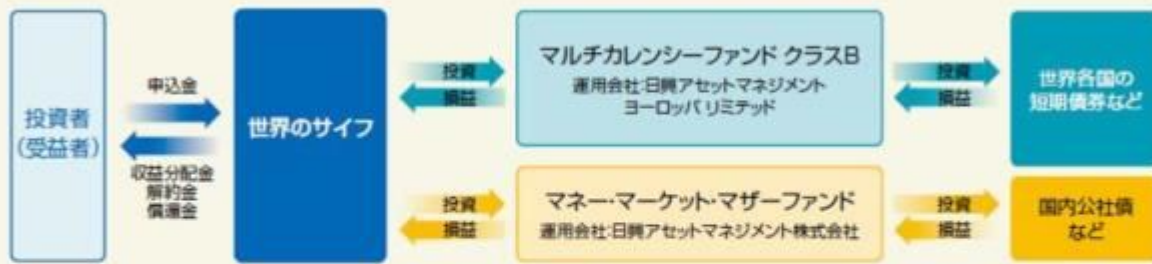 投資者
(受益者)
申込金
収益分配金
解約金
償還金
世界のサイフ
投資
損益
マルチカレンシーファンド クラスB
運用会社:日興アセットマネジメント
ヨーロッパ リミテッド
投資
損益
世界各国の
短期債券など
投資
損益
マネー・マーケット・マザーファンド
運用会社:日興アセットマネジメント株式会社
投資
損益
国内公社債
など